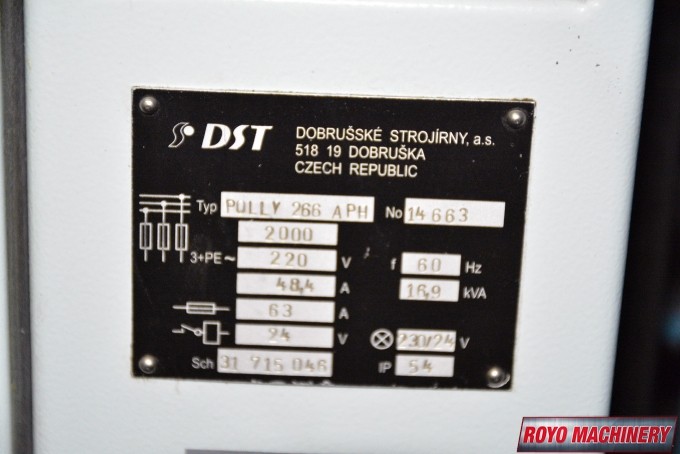 DST
DOBRUŠSKÉ STROJÍRNY, a.s.
518 19 DOBRUŠKA
CZECH REPUBLIC
Typ PULLY 266 APH No 14663
2000
3+PE~ 220 V f 60 Hz
48,4 A 16,9 kVA
63 A
24 V 230/24 V
Sch 31 715 046 IP 54
ROYO MACHINERY